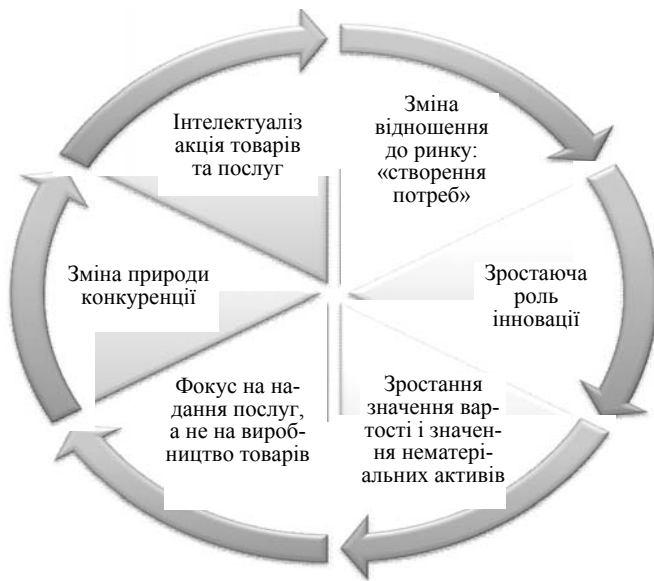 Інтелектуаліз
акція товарів
та послуг
Зміна
відношення
до ринку:
«створення
потреб»
Зростаюча
роль
інновації
Зростання
значення вар-
тості і значен-
ня нематері-
альних активів
Фокус на на-
дання послуг,
а не на вироб-
ництво товарів
Зміна природи
конкуренції